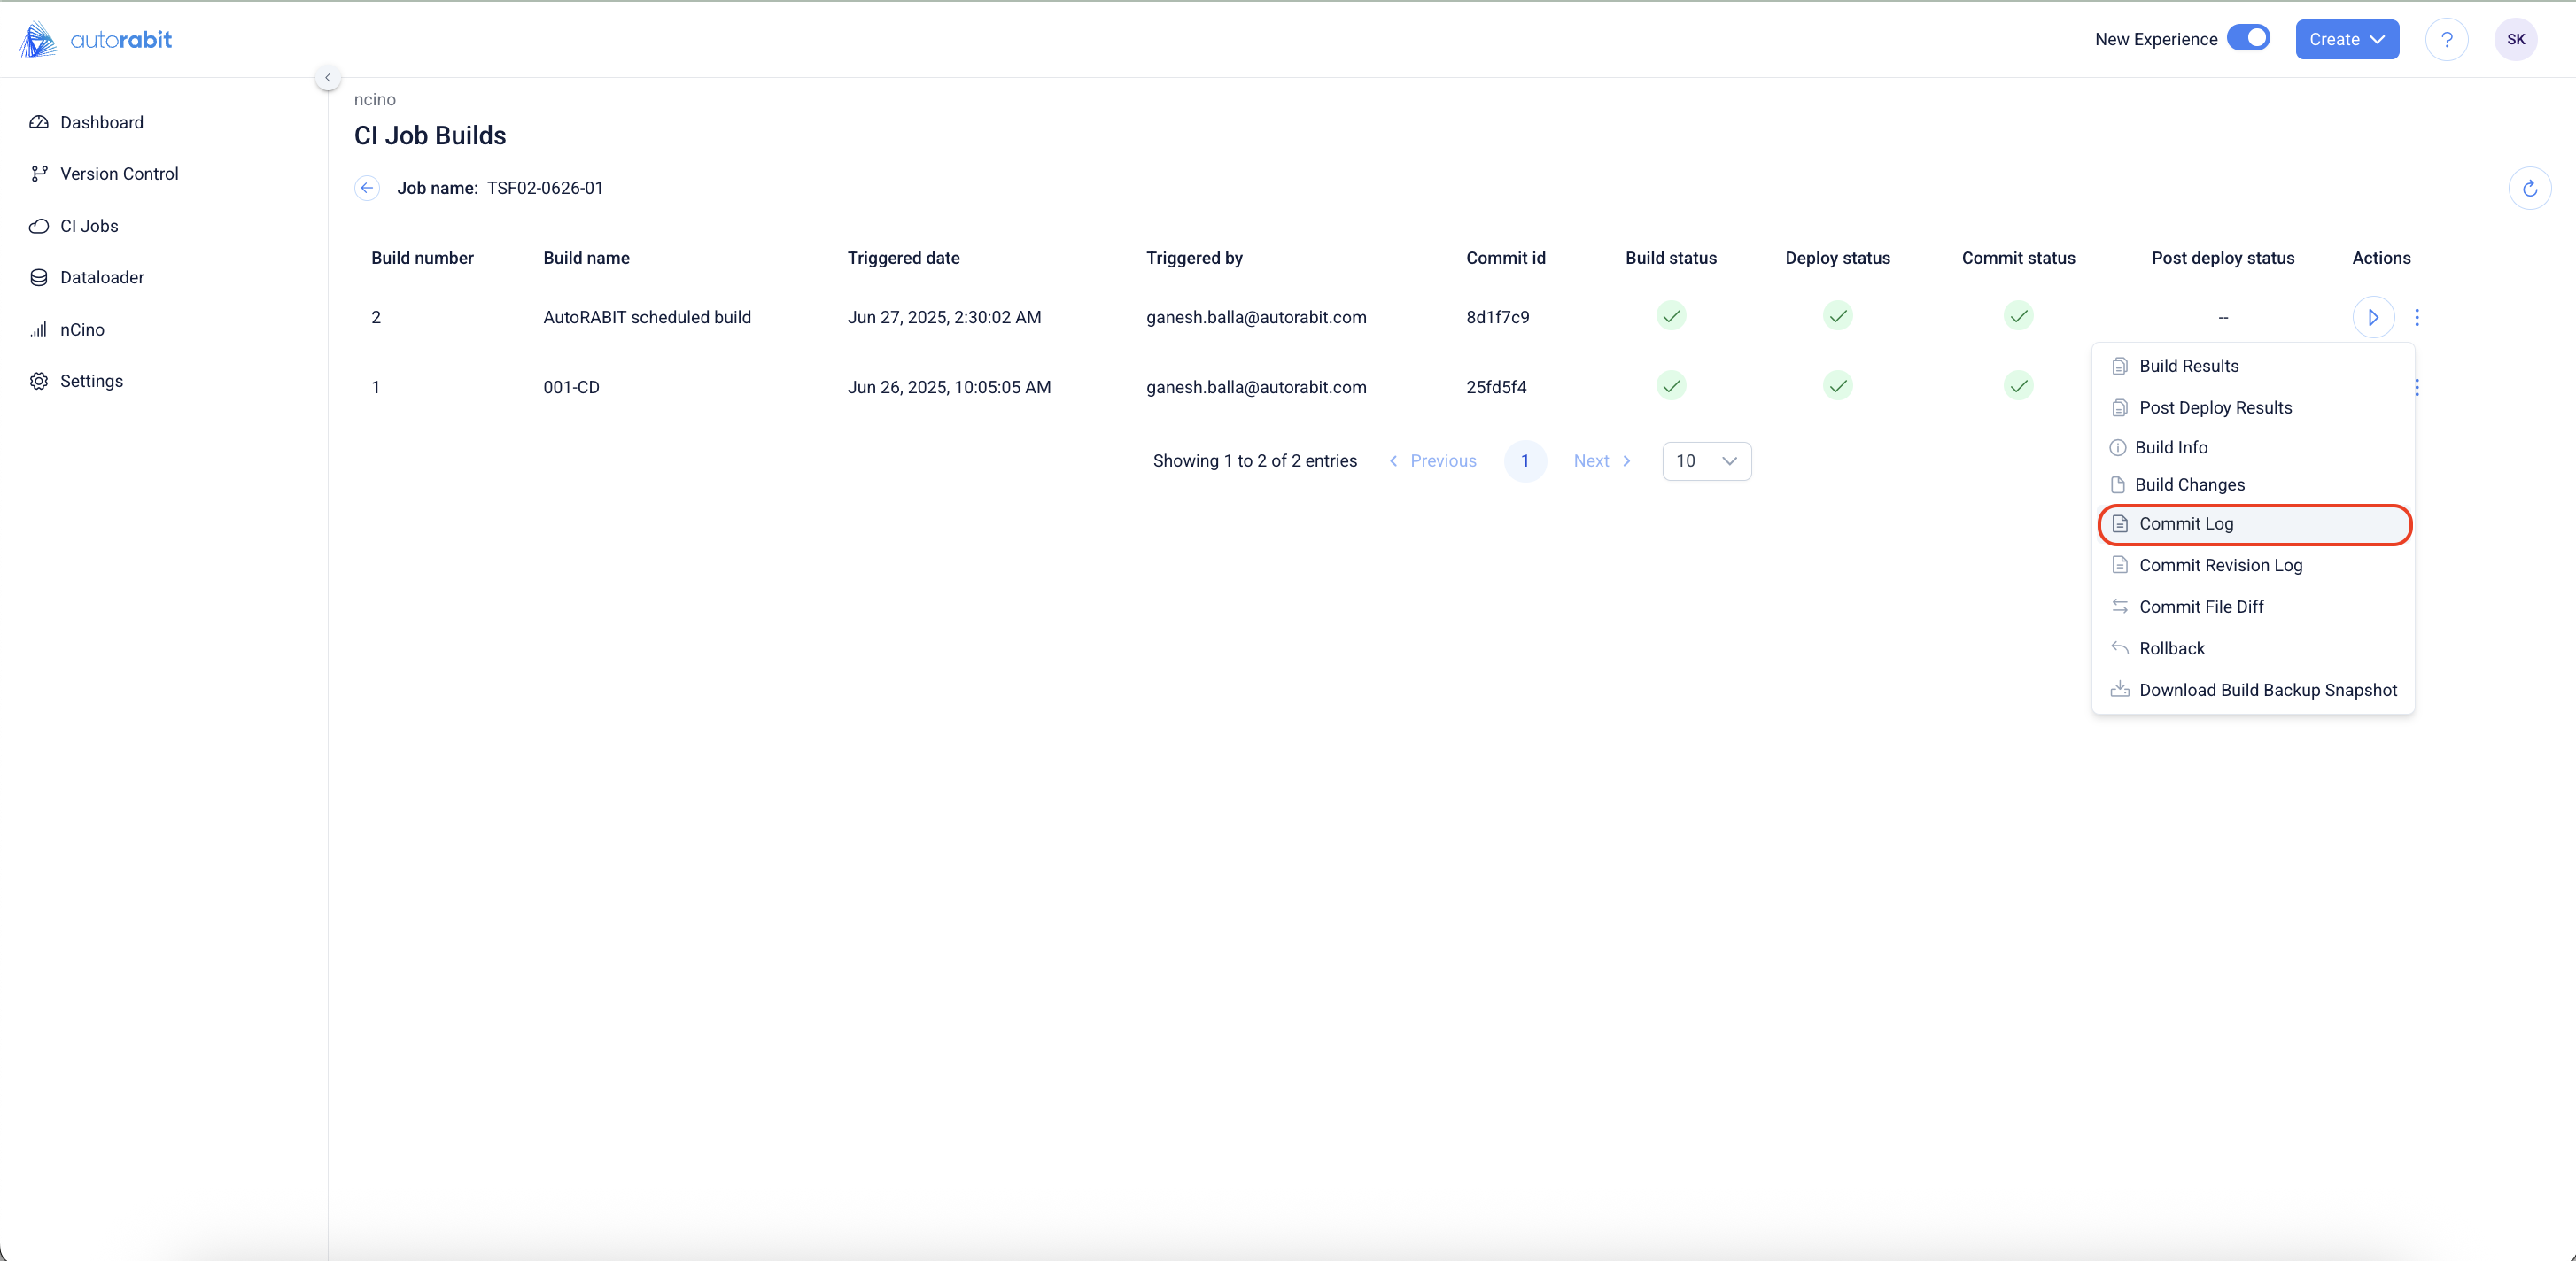 autorabit
New Experience
Create
?
SK
Dashboard
Version Control
CI Jobs
Dataloader
nCino
Settings
ncino
CI Job Builds
Job name: TSF02-0626-01
Build number Build name Triggered date Triggered by Commit id Build status Deploy status Commit status Post deploy status Actions
2 AutoRABIT scheduled build Jun 27, 2025, 2:30:02 AM ganesh.balla@autorabit.com 8d1f7c9 --
1 001-CD Jun 26, 2025, 10:05:05 AM ganesh.balla@autorabit.com 25fd5f4
Showing 1 to 2 of 2 entries Previous 1 Next 10
Build Results
Post Deploy Results
Build Info
Build Changes
Commit Log
Commit Revision Log
Commit File Diff
Rollback
Download Build Backup Snapshot